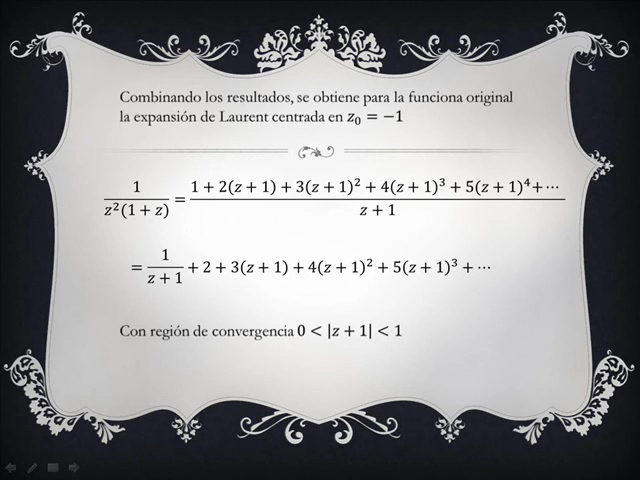 Combinando los resultados, se obtiene para la funciona original
la expansión de Laurent centrada en z₀ = −1
1/(z²(1 + z)) = (1 + 2(z + 1) + 3(z + 1)² + 4(z + 1)³ + 5(z + 1)⁴+ ⋯)/(z + 1)
= 1/(z + 1) + 2 + 3(z + 1) + 4(z + 1)² + 5(z + 1)³ + ⋯
Con región de convergencia 0 < |z + 1| < 1